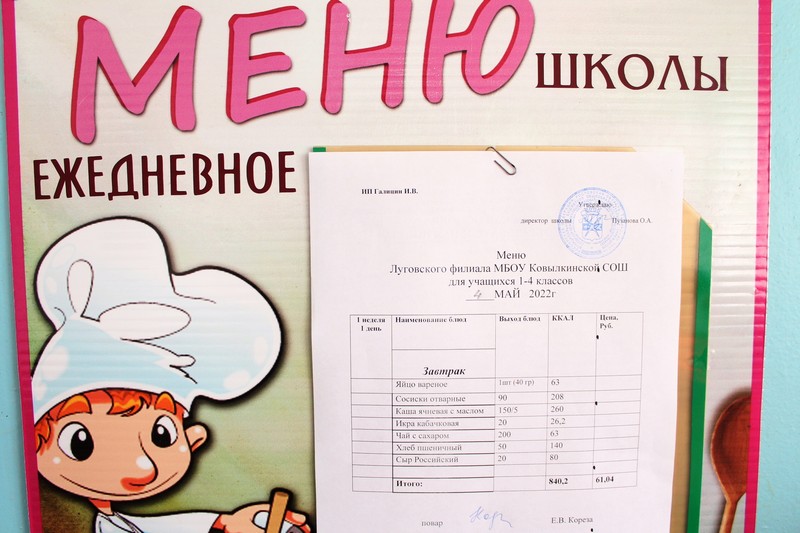 МЕНЮ
ШКОЛЫ
ЕЖЕДНЕВНОЕ
ИП Галицин И.В.
Утверждаю
директор школы Пузанова О.А.
Меню
Луговского филиала МБОУ Ковылкинской СОШ
для учащихся 1-4 классов
4 МАЙ 2022г
1 неделя 1 день Наименование блюд Выход блюд ККАЛ Цена, Руб.
Завтрак
Яйцо вареное 1шт (40 гр) 63
Сосиски отварные 90 208
Каша ячневая с маслом 150/5 260
Икра кабачковая 20 26,2
Чай с сахаром 200 63
Хлеб пшеничный 50 140
Сыр Российский 20 80
Итого: 840,2 61,04
повар Е.В. Кореза